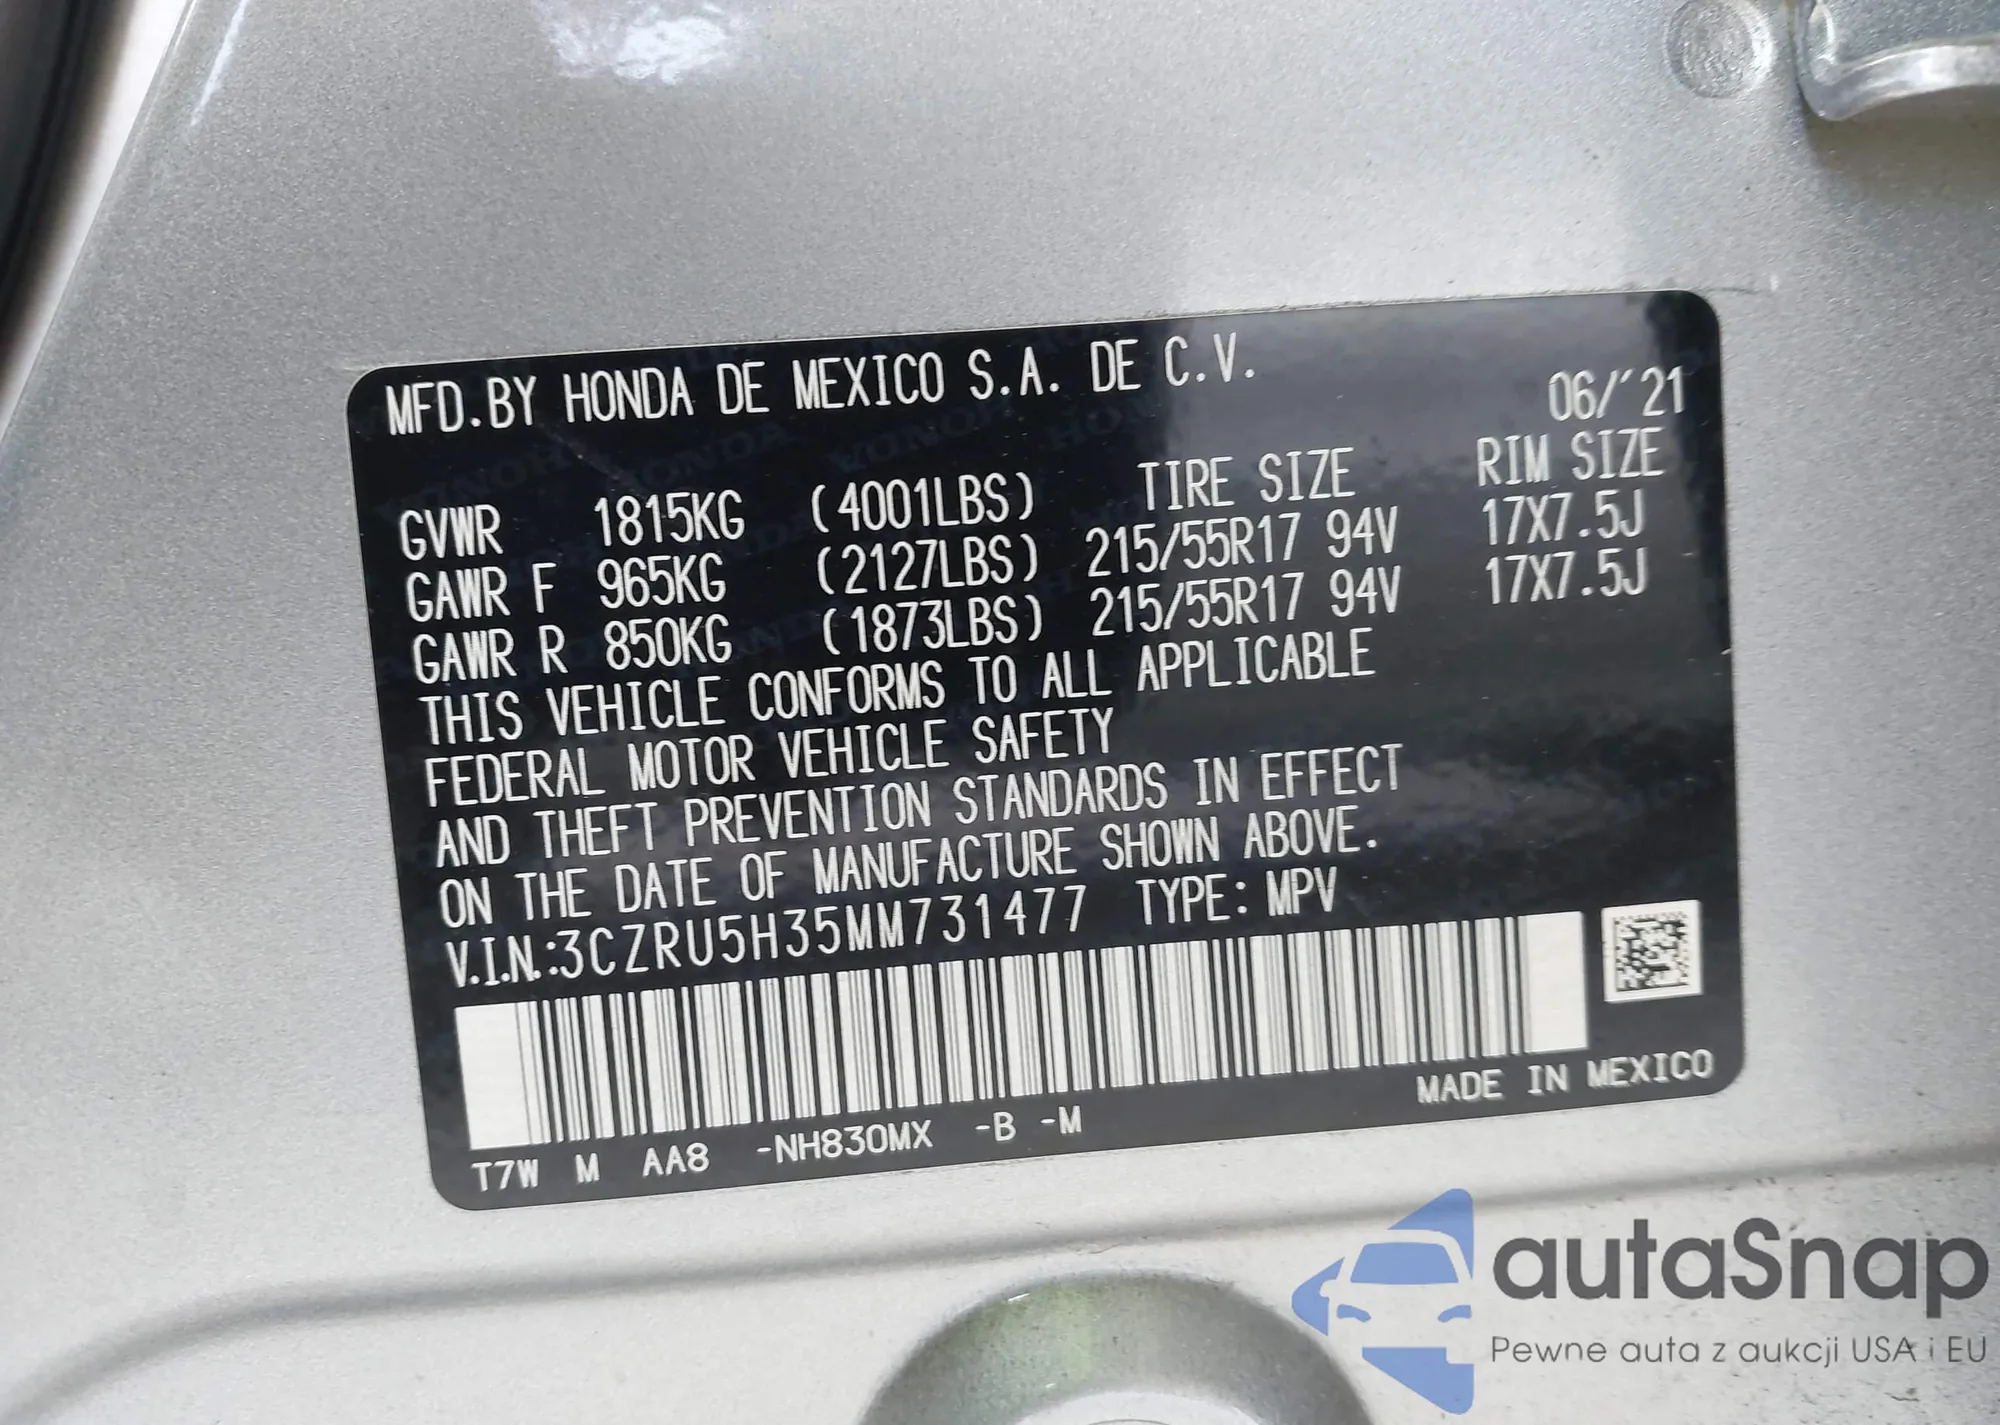 MFD.BY HONDA DE MEXICO S.A. DE C.V.
06/'21
TIRE SIZE RIM SIZE
GVWR 1815KG (4001LBS)
GAWR F 965KG (2127LBS) 215/55R17 94V 17X7.5J
GAWR R 850KG (1873LBS) 215/55R17 94V 17X7.5J
THIS VEHICLE CONFORMS TO ALL APPLICABLE
FEDERAL MOTOR VEHICLE SAFETY
AND THEFT PREVENTION STANDARDS IN EFFECT
ON THE DATE OF MANUFACTURE SHOWN ABOVE.
V.I.N.:3CZRU5H35MM731477 TYPE: MPV
MADE IN MEXICO
T7W M AA8 -NH830MX -B -M
autaSnap
Pewne auta z aukcji USA i EU